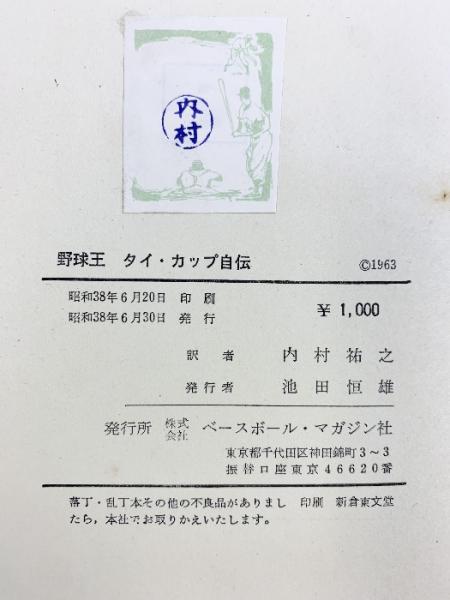 内村
野球王 タイ・カップ自伝
©1963
昭和38年6月20日 印刷
昭和38年6月30日 発行
¥ 1,000
訳者 内村祐之
発行者 池田恒雄
発行所 株式会社 ベースボール・マガジン社
東京都千代田区神田錦町3~3
振替口座東京46620番
落丁・乱丁本その他の不良品がありまし
たら、本社でお取りかえいたします。
印刷 新倉東文堂